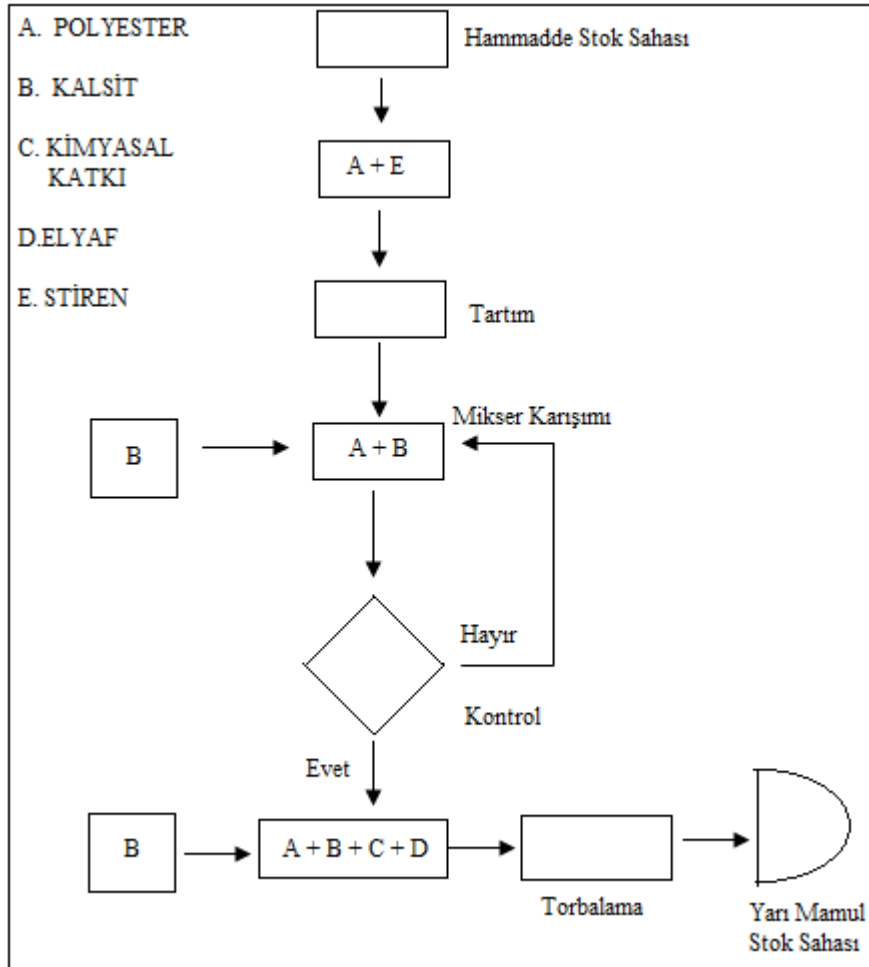 A. POLYESTER
B. KALSİT
C. KİMYASAL
KATKI
D.ELYAF
E. STİREN
Hammadde Stok Sahası
A + E
Tartım
Mikser Karışımı
B
A + B
Hayır
Kontrol
Evet
B
A + B + C + D
Torbalama
Yarı Mamul
Stok Sahası